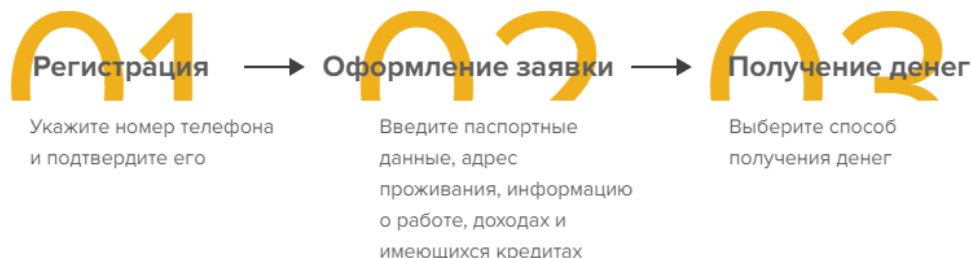 01
Регистрация
Укажите номер телефона
и подтвердите его
02
Оформление заявки
Введите паспортные
данные, адрес
проживания, информацию
о работе, доходах и
имеющихся кредитах
03
Получение денег
Выберите способ
получения денег